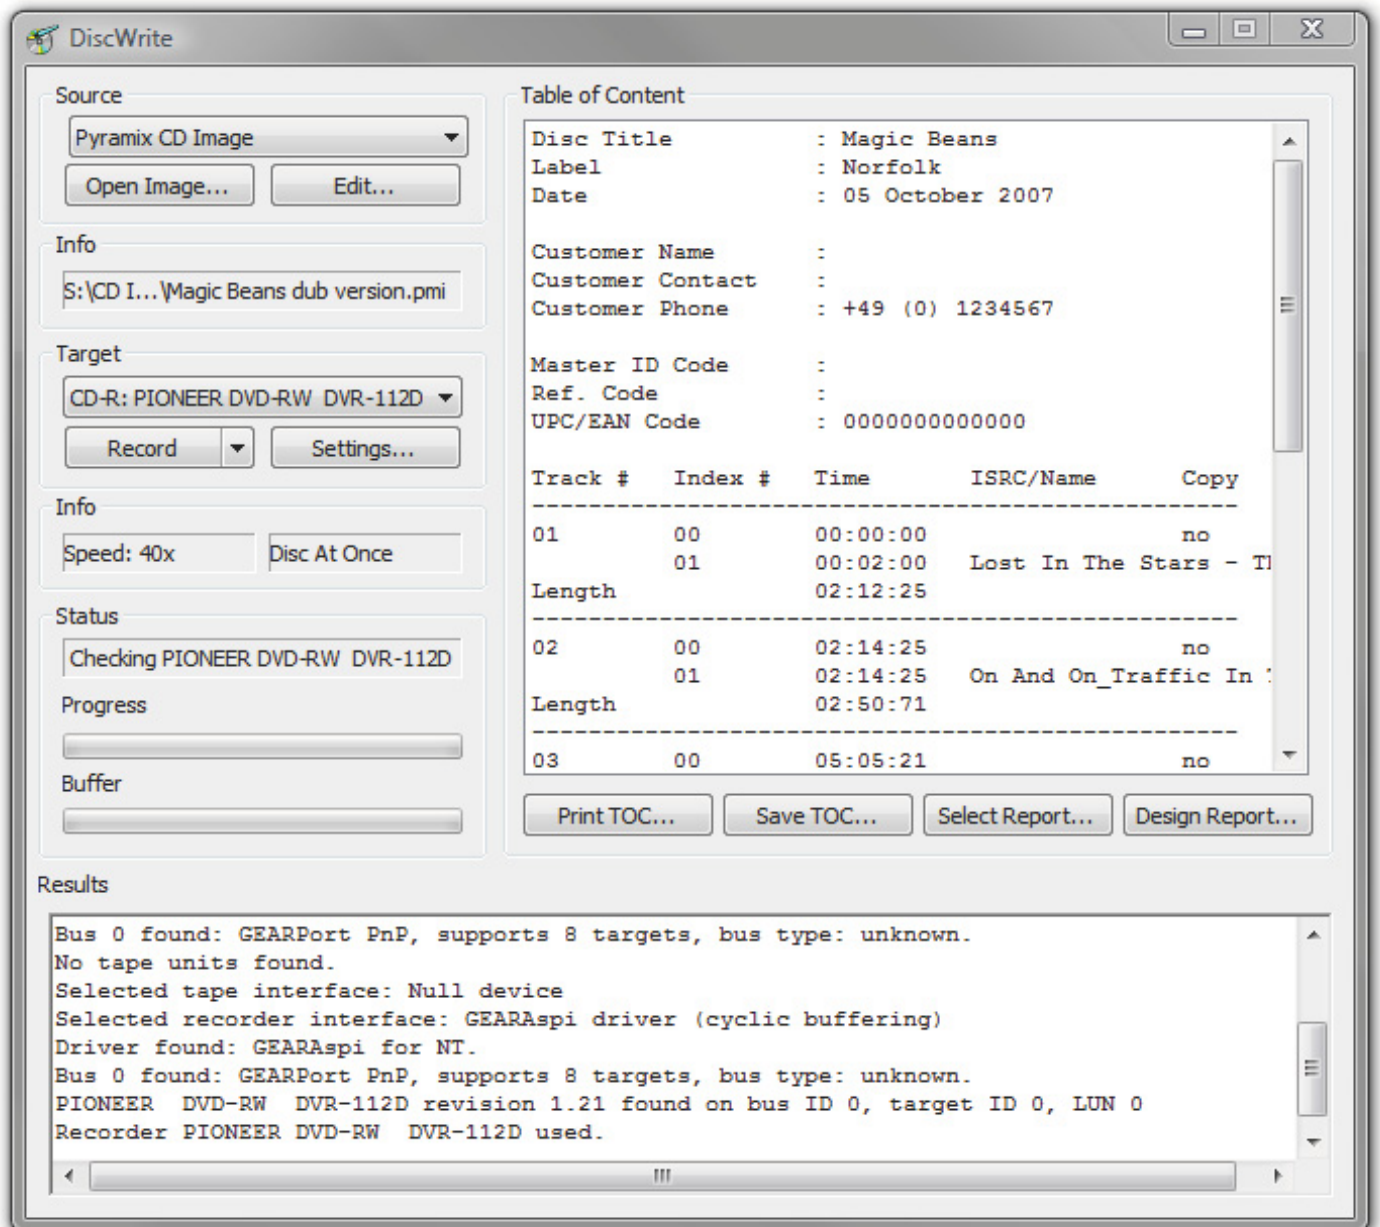 DiscWrite
Source
Pyramix CD Image
Open Image... Edit...
Info
S:\CD I...\Magic Beans dub version.pmi
Target
CD-R: PIONEER DVD-RW DVR-112D
Record Settings...
Info
Speed: 40x Disc At Once
Status
Checking PIONEER DVD-RW DVR-112D
Progress
Buffer
Table of Content
Disc Title : Magic Beans
Label : Norfolk
Date : 05 October 2007
Customer Name :
Customer Contact :
Customer Phone : +49 (0) 1234567
Master ID Code :
Ref. Code :
UPC/EAN Code : 0000000000000
Track # Index # Time ISRC/Name Copy
--------------------------------------------------
01 00 00:00:00 no
01 00:02:00 Lost In The Stars - Th
Length 02:12:25
--------------------------------------------------
02 00 02:14:25 no
01 02:14:25 On And On_Traffic In
Length 02:50:71
--------------------------------------------------
03 00 05:05:21 no
Print TOC... Save TOC... Select Report... Design Report...
Results
Bus 0 found: GEARPort PnP, supports 8 targets, bus type: unknown.
No tape units found.
Selected tape interface: Null device
Selected recorder interface: GEARAspi driver (cyclic buffering)
Driver found: GEARAspi for NT.
Bus 0 found: GEARPort PnP, supports 8 targets, bus type: unknown.
PIONEER DVD-RW DVR-112D revision 1.21 found on bus ID 0, target ID 0, LUN 0
Recorder PIONEER DVD-RW DVR-112D used.